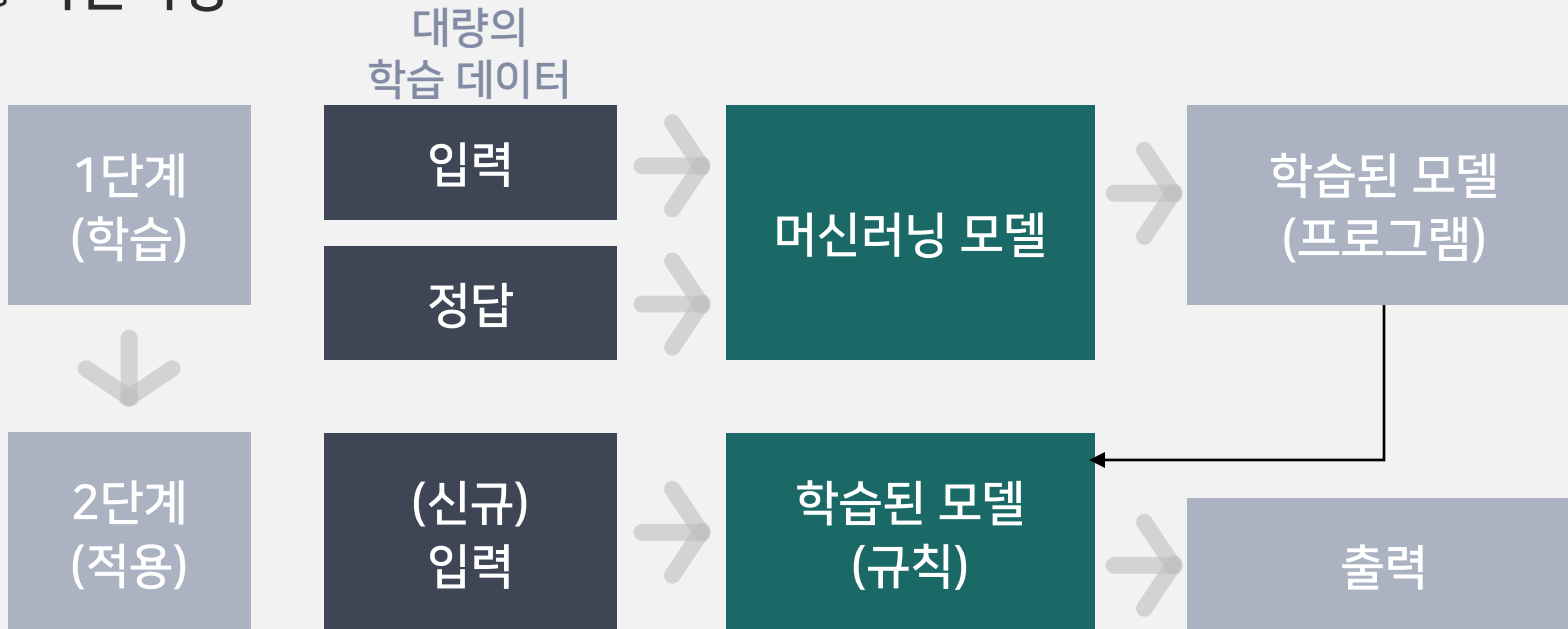 대량의
학습 데이터
1단계
(학습)
입력
정답
머신러닝 모델
학습된 모델
(프로그램)
2단계
(적용)
(신규)
입력
학습된 모델
(규칙)
출력